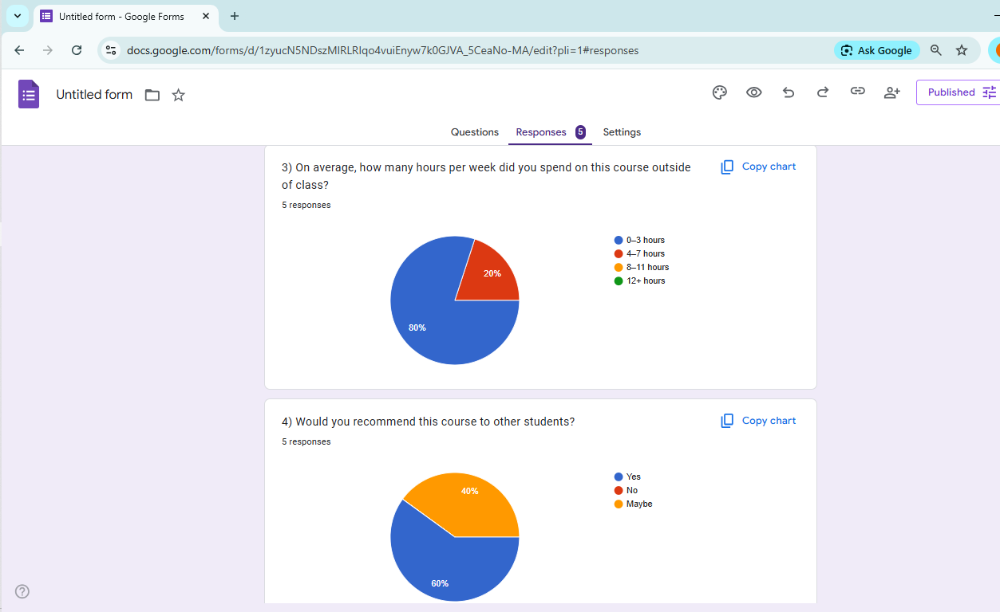 Untitled form - Google Forms
docs.google.com/forms/d/1zyucN5NDszMIRLRIqo4vuiEnyw7k0GJVA_5CeaNo-MA/edit?pli=1#responses
Ask Google
Untitled form
Published
Questions
Responses 5
Settings
3) On average, how many hours per week did you spend on this course outside
of class?
Copy chart
5 responses
0–3 hours
4–7 hours
8–11 hours
12+ hours
20%
80%
4) Would you recommend this course to other students?
Copy chart
5 responses
Yes
No
Maybe
40%
60%